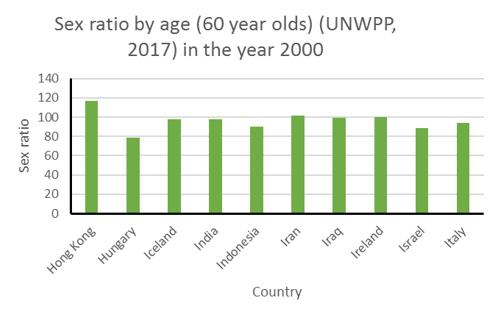 Sex ratio by age (60 year olds) (UNWPP,
2017) in the year 2000
140
120
100
80
60
40
20
0
Sex ratio
Hong Kong
Hungary
Iceland
India
Indonesia
Iran
Iraq
Ireland
Israel
Italy
Country